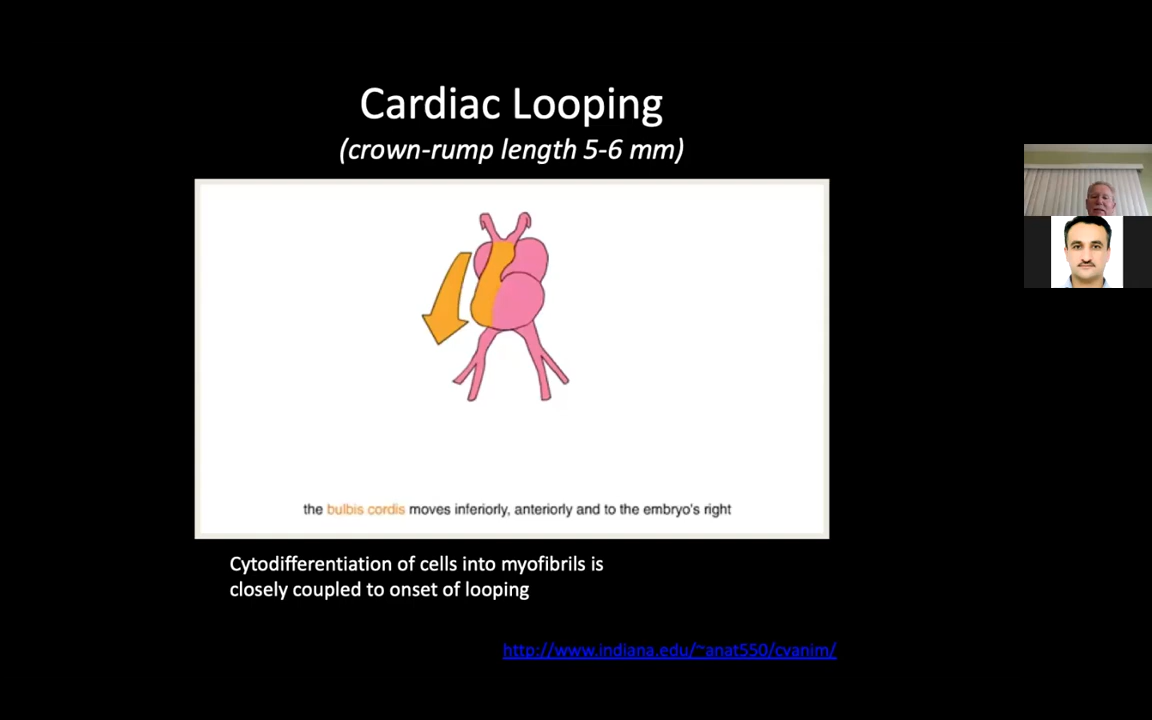 Cardiac Looping
(crown-rump length 5-6 mm)
the bulbis cordis moves inferiorly, anteriorly and to the embryo's right
Cytodifferentiation of cells into myofibrils is
closely coupled to onset of looping
http://www.indiana.edu/~anat550/cvanim/